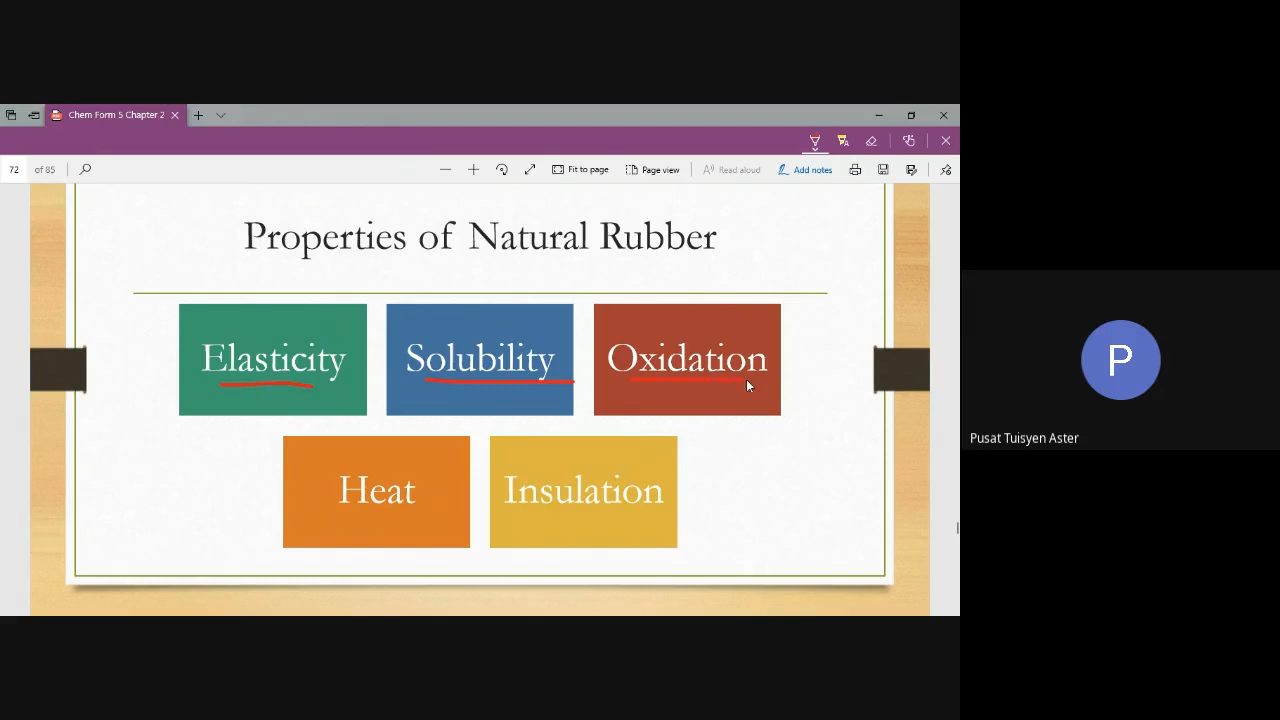 Chem Form 5 Chapter 2
72 of 85
Fit to page
Page view
Read aloud
Add notes
Properties of Natural Rubber
Elasticity
Solubility
Oxidation
Heat
Insulation
P
Pusat Tuisyen Aster